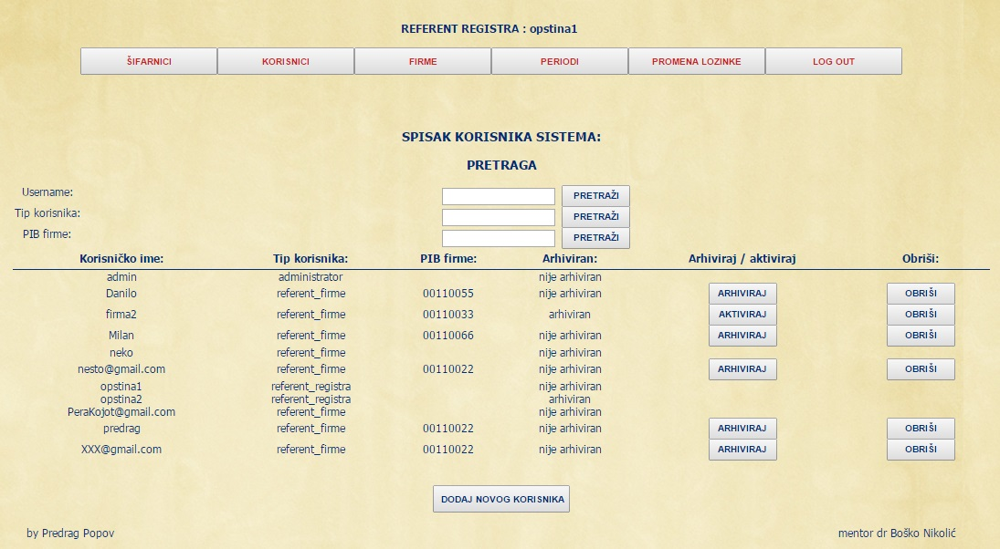 REFERENT REGISTRA : opstina1
ŠIFARNICI KORISNICI FIRME PERIODI PROMENA LOZINKE LOG OUT
SPISAK KORISNIKA SISTEMA:
PRETRAGA
Username: PRETRAŽI
Tip korisnika: PRETRAŽI
PIB firme: PRETRAŽI
Korisničko ime: Tip korisnika: PIB firme: Arhiviran: Arhiviraj / aktiviraj Obriši:
admin administrator nije arhiviran
Danilo referent_firme 00110055 nije arhiviran ARHIVIRAJ OBRIŠI
firma2 referent_firme 00110033 arhiviran AKTIVIRAJ OBRIŠI
Milan referent_firme 00110066 nije arhiviran ARHIVIRAJ OBRIŠI
neko referent_firme nije arhiviran
nesto@gmail.com referent_firme 00110022 nije arhiviran ARHIVIRAJ OBRIŠI
opstina1 referent_registra nije arhiviran
opstina2 referent_registra arhiviran
PeraKojot@gmail.com referent_firme nije arhiviran
predrag referent_firme 00110022 nije arhiviran ARHIVIRAJ OBRIŠI
XXX@gmail.com referent_firme 00110022 nije arhiviran ARHIVIRAJ OBRIŠI
DODAJ NOVOG KORISNIKA
by Predrag Popov mentor dr Boško Nikolić